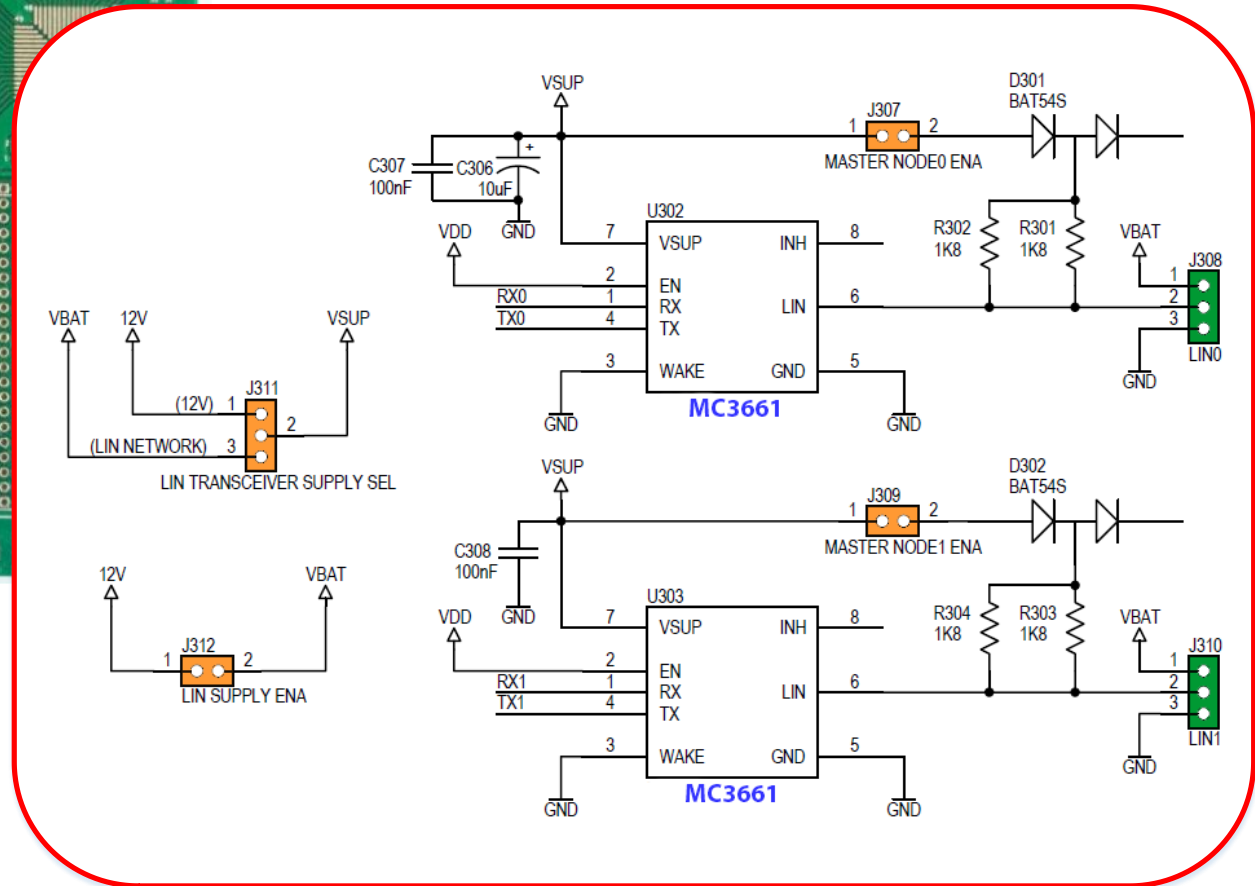 VSUP
D301
BAT54S
J307
1 2
MASTER NODE0 ENA
C307
100nF
C306
10uF
+
GND
U302
VDD
7 VSUP INH 8
2 EN
RX0 1 RX LIN 6
TX0 4 TX
3 WAKE GND 5
GND
GND
MC3661
R302
1K8
R301
1K8
VBAT
J308
1
2
3
LIN0
GND
VBAT 12V VSUP
J311
(12V) 1
2
(LIN NETWORK) 3
LIN TRANSCEIVER SUPPLY SEL
12V VBAT
J312
1 2
LIN SUPPLY ENA
VSUP
D302
BAT54S
J309
1 2
MASTER NODE1 ENA
C308
100nF
GND
U303
VDD
7 VSUP INH 8
2 EN
RX1 1 RX LIN 6
TX1 4 TX
3 WAKE GND 5
GND
GND
MC3661
R304
1K8
R303
1K8
VBAT
J310
1
2
3
LIN1
GND